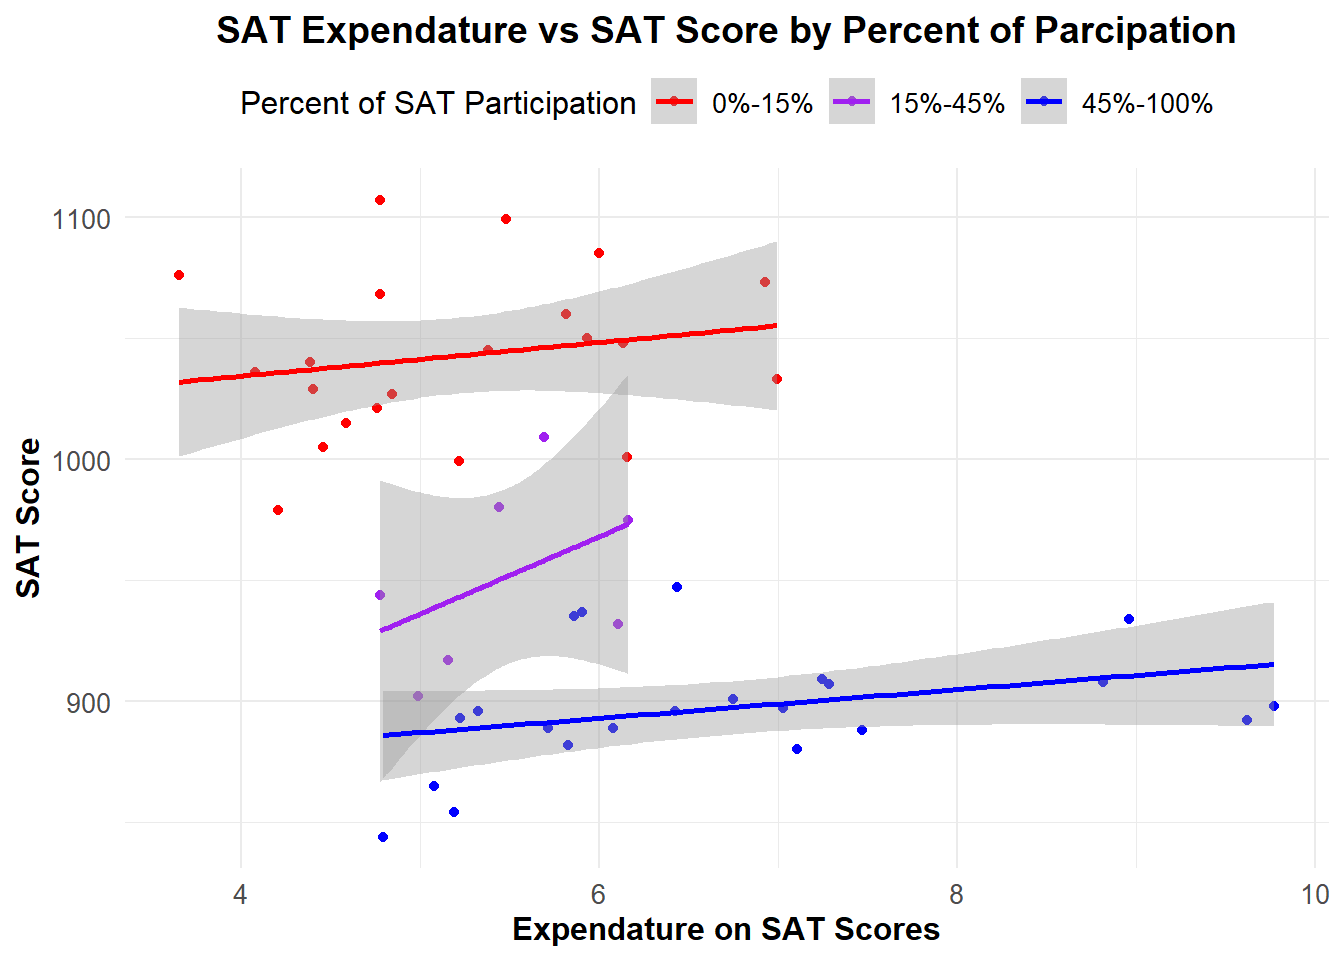 SAT Expendature vs SAT Score by Percent of Parcipation
Percent of SAT Participation 0%-15% 15%-45% 45%-100%
1100
1000
900
SAT Score
4 6 8 10
Expendature on SAT Scores